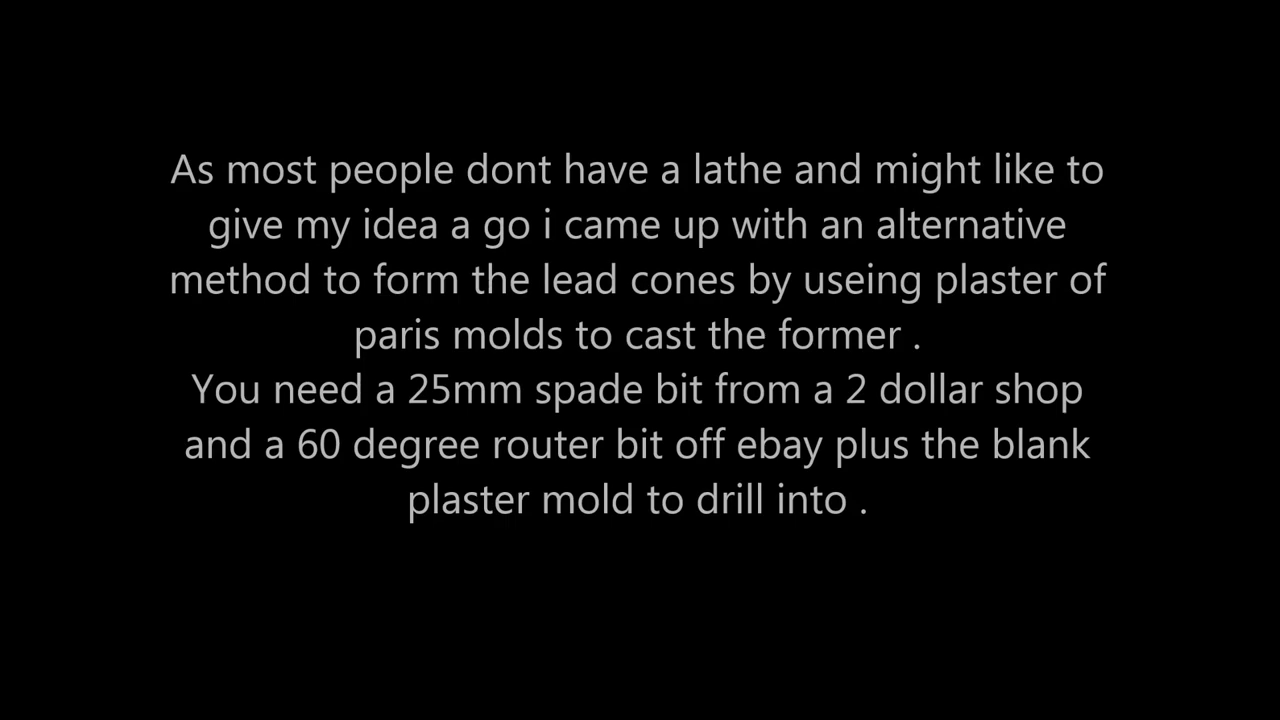 As most people dont have a lathe and might like to
give my idea a go i came up with an alternative
method to form the lead cones by useing plaster of
paris molds to cast the former .
You need a 25mm spade bit from a 2 dollar shop
and a 60 degree router bit off ebay plus the blank
plaster mold to drill into .